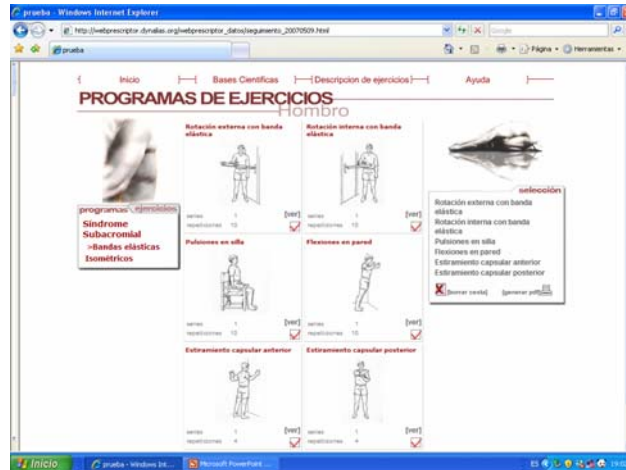 prueba - Windows Internet Explorer
http://webprescriptor.dynalias.org/webprescriptor_datos/seguimiento_20070509.html
Google
prueba
Página
Herramientas
Inicio
Bases Cientificas
Descripcion de ejercicios
Ayuda
PROGRAMAS DE EJERCICIOS
Hombro
programas ejercicios
Síndrome
Subacromial
>Bandas elásticas
Isométricos
Rotación externa con banda
elástica
series 1 [ver]
repeticiones 10
Rotación interna con banda
elástica
series 1 [ver]
repeticiones 10
Pulsiones en silla
series 1 [ver]
repeticiones 10
Flexiones en pared
series 1 [ver]
repeticiones 10
Estiramiento capsular anterior
series 1 [ver]
repeticiones 4
Estiramiento capsular posterior
series 1 [ver]
repeticiones 4
selección
Rotación externa con banda
elástica
Rotación interna con banda
elástica
Pulsiones en silla
Flexiones en pared
Estiramiento capsular anterior
Estiramiento capsular posterior
[borrar cesta] [generar pdf]
Inicio
prueba - Windows Int...
Microsoft PowerPoint ...
ES